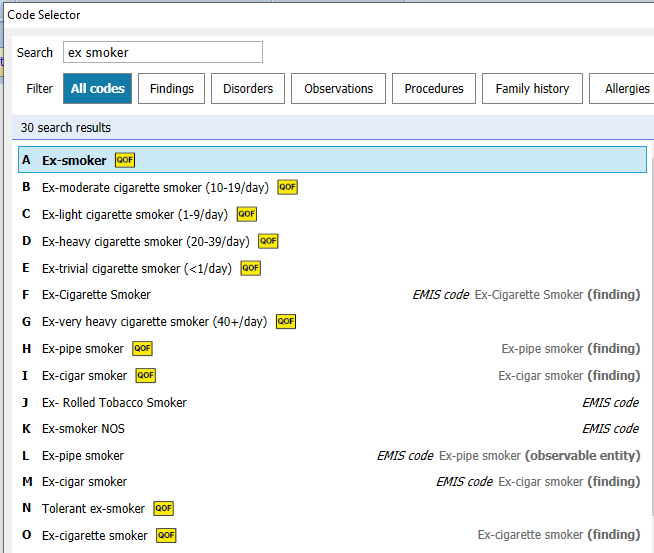 Code Selector
Search ex smoker
Filter All codes Findings Disorders Observations Procedures Family history Allergies
30 search results
A Ex-smoker QOF
B Ex-moderate cigarette smoker (10-19/day) QOF
C Ex-light cigarette smoker (1-9/day) QOF
D Ex-heavy cigarette smoker (20-39/day) QOF
E Ex-trivial cigarette smoker (<1/day) QOF
F Ex-Cigarette Smoker EMIS code Ex-Cigarette Smoker (finding)
G Ex-very heavy cigarette smoker (40+/day) QOF
H Ex-pipe smoker QOF Ex-pipe smoker (finding)
I Ex-cigar smoker QOF Ex-cigar smoker (finding)
J Ex- Rolled Tobacco Smoker EMIS code
K Ex-smoker NOS EMIS code
L Ex-pipe smoker EMIS code Ex-pipe smoker (observable entity)
M Ex-cigar smoker EMIS code Ex-cigar smoker (finding)
N Tolerant ex-smoker QOF
O Ex-cigarette smoker QOF Ex-cigarette smoker (finding)